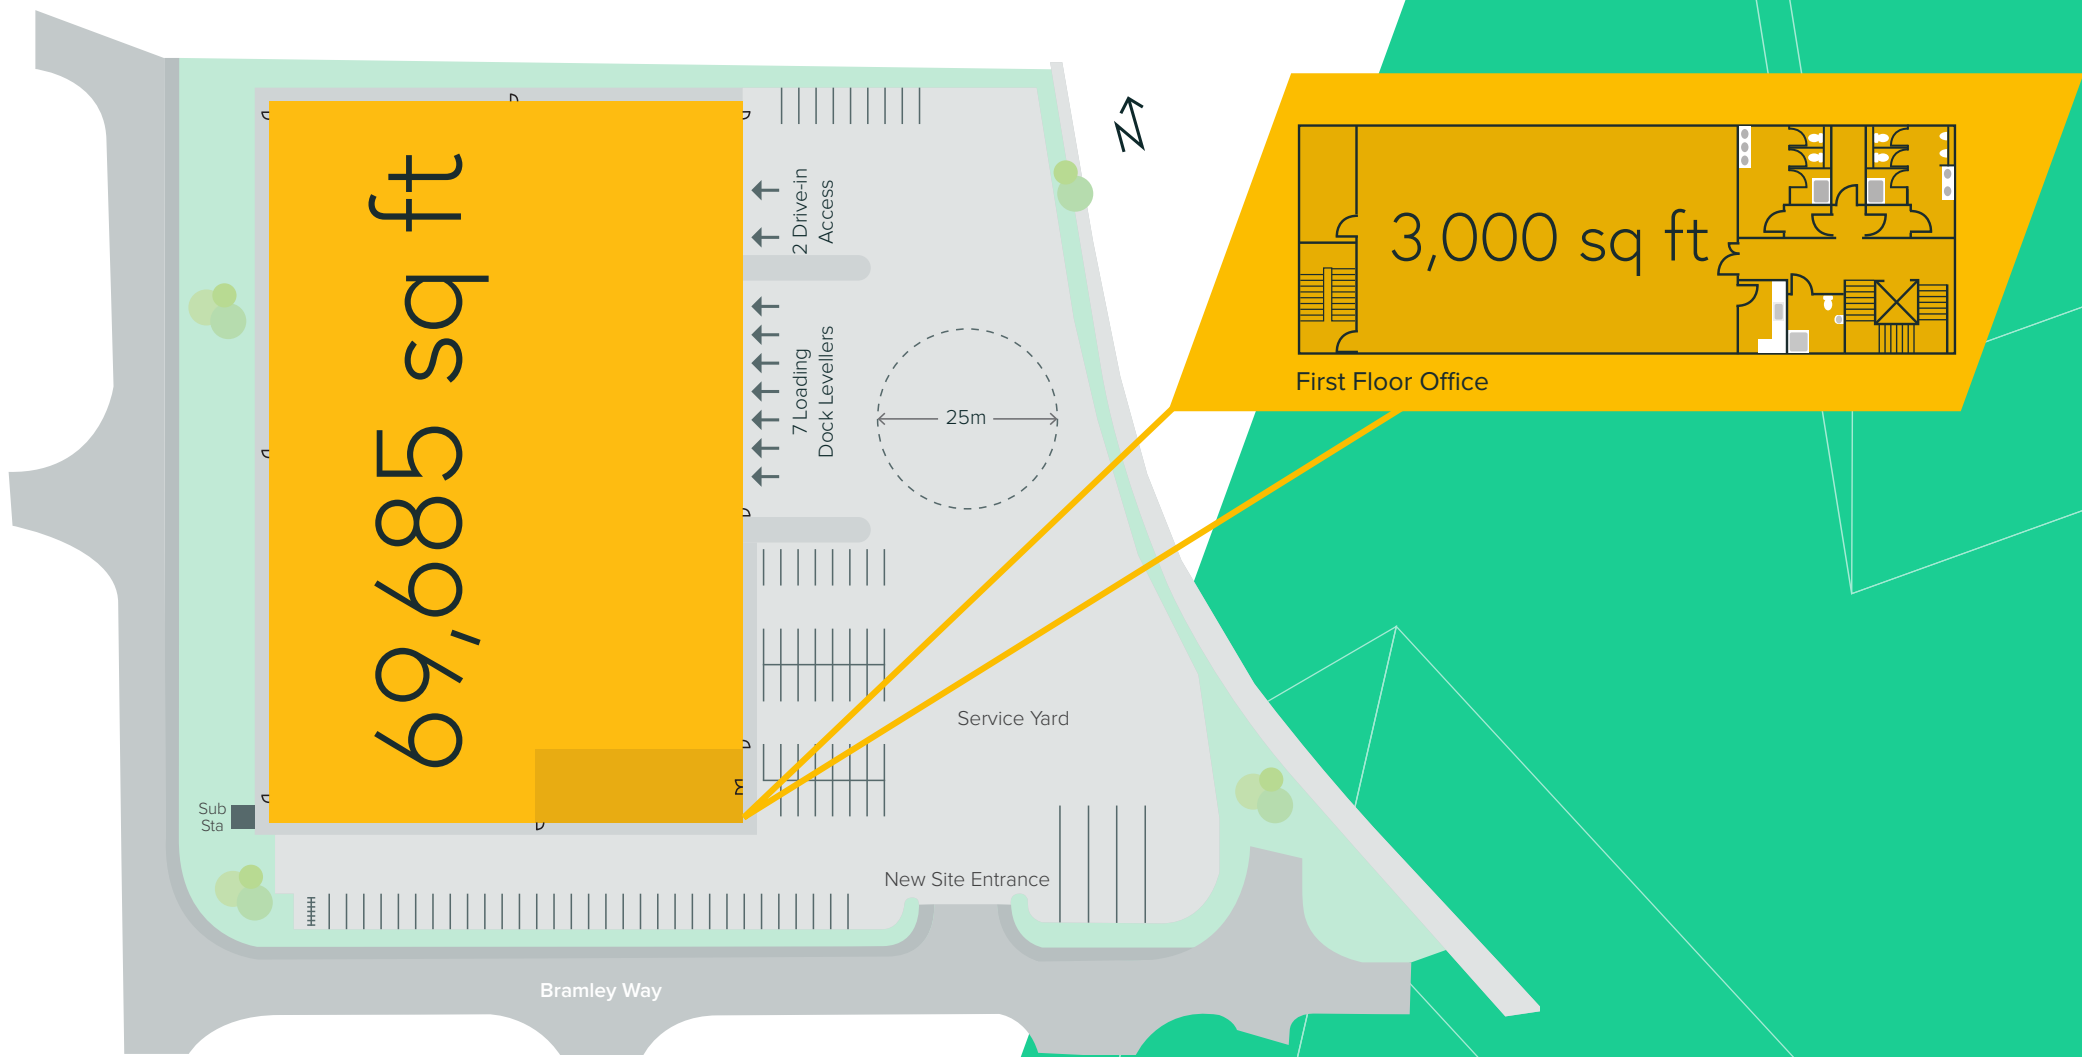 69,685 sq ft
2 Drive-in
Access
7 Loading
Dock Levellers
25m
3,000 sq ft
First Floor Office
Service Yard
Sub
Sta
New Site Entrance
Bramley Way
N